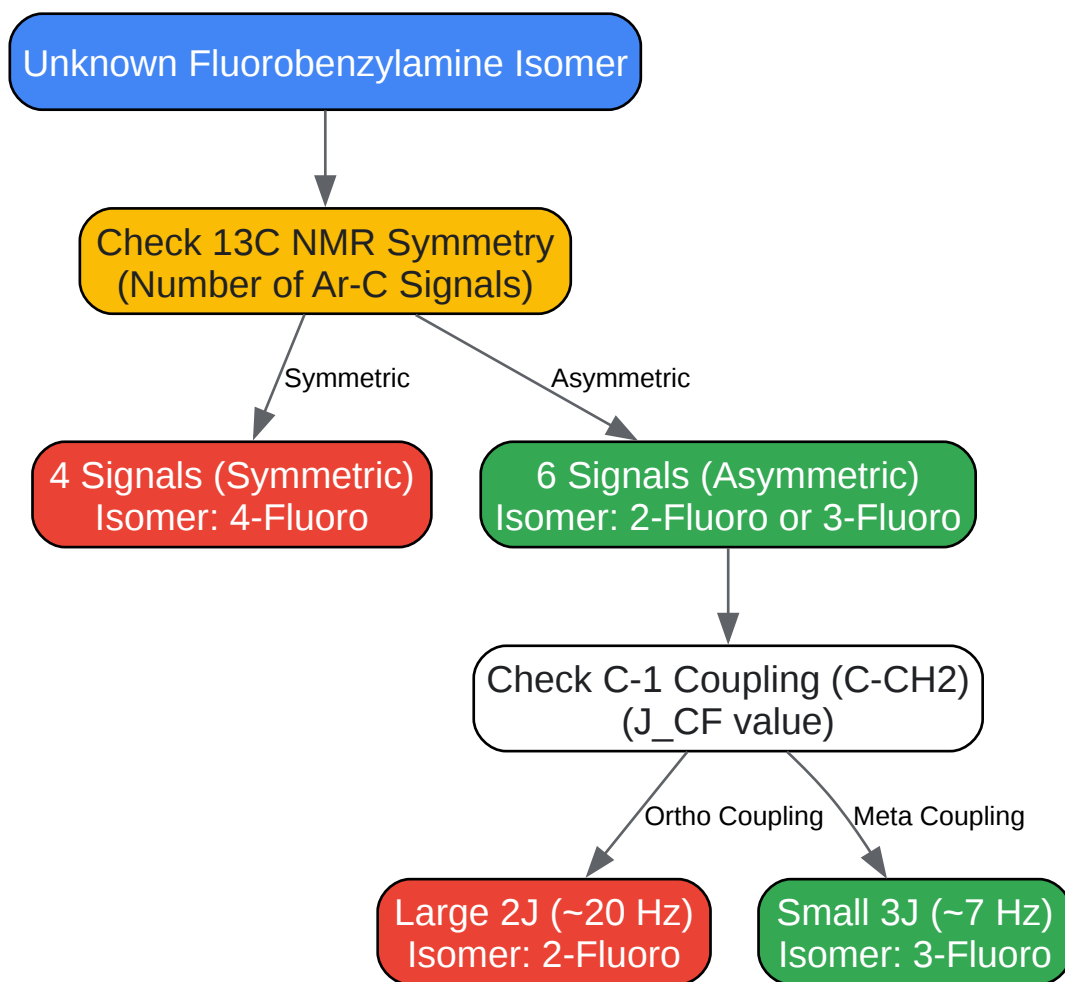 Unknown Fluorobenzylamine Isomer
Check 13C NMR Symmetry
(Number of Ar-C Signals)
Symmetric
Asymmetric
4 Signals (Symmetric)
Isomer: 4-Fluoro
6 Signals (Asymmetric)
Isomer: 2-Fluoro or 3-Fluoro
Check C-1 Coupling (C-CH2)
(J_CF value)
Ortho Coupling
Meta Coupling
Large 2J (~20 Hz)
Isomer: 2-Fluoro
Small 3J (~7 Hz)
Isomer: 3-Fluoro